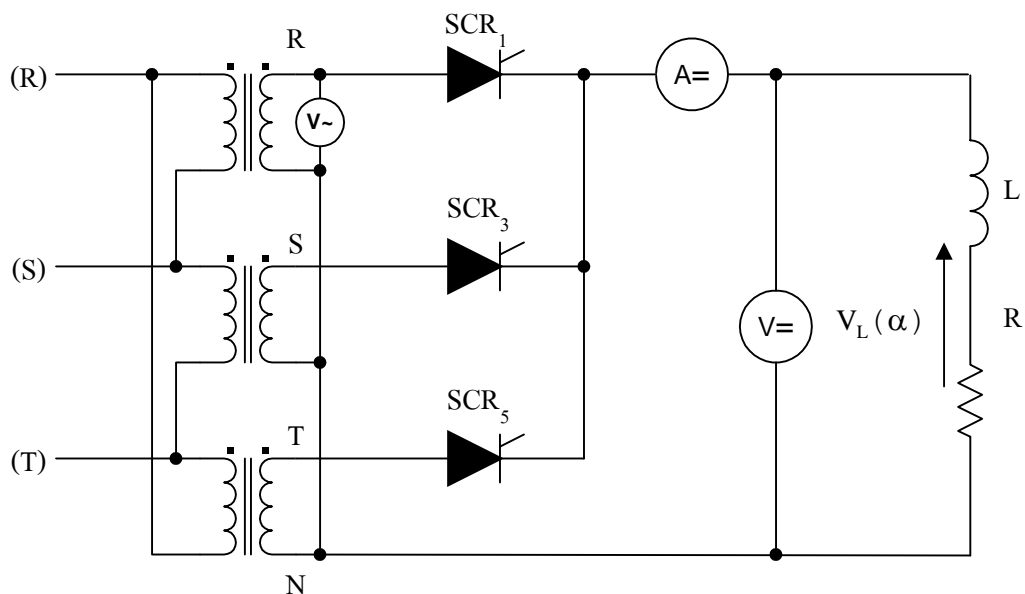 R
SCR1
(R)
A=
V~
L
SCR3
S
(S)
V=
VL(α)
R
SCR5
T
(T)
N